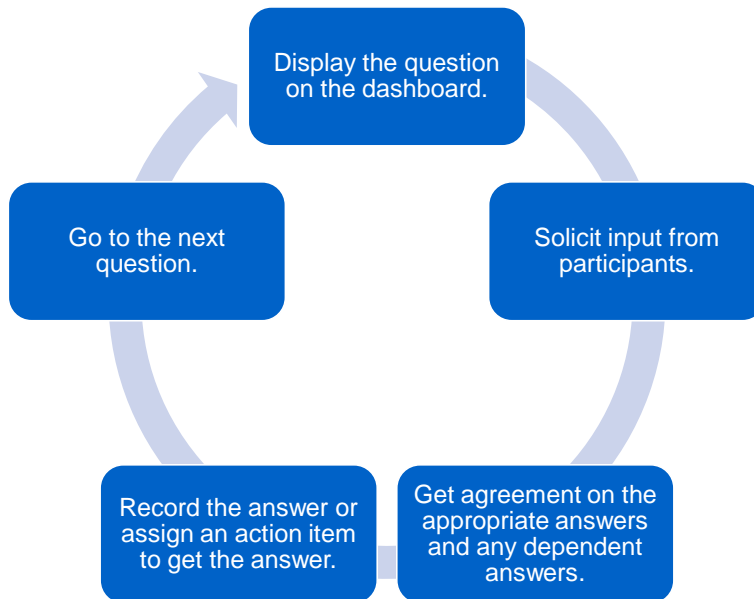 Display the question
on the dashboard.
Solicit input from
participants.
Get agreement on the
appropriate answers
and any dependent
answers.
Record the answer or
assign an action item
to get the answer.
Go to the next
question.